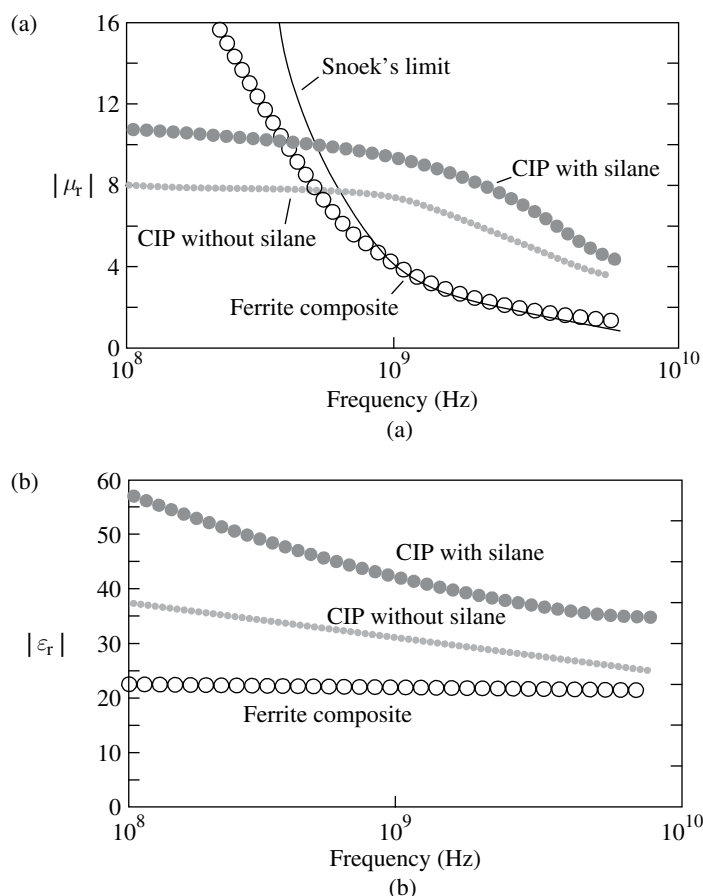 (a)
16
12
8
4
0
|μr|
Snoek's limit
CIP with silane
CIP without silane
Ferrite composite
10^8
10^9
10^10
Frequency (Hz)
(a)
(b)
60
50
40
30
20
10
0
|εr|
CIP with silane
CIP without silane
Ferrite composite
10^8
10^9
10^10
Frequency (Hz)
(b)